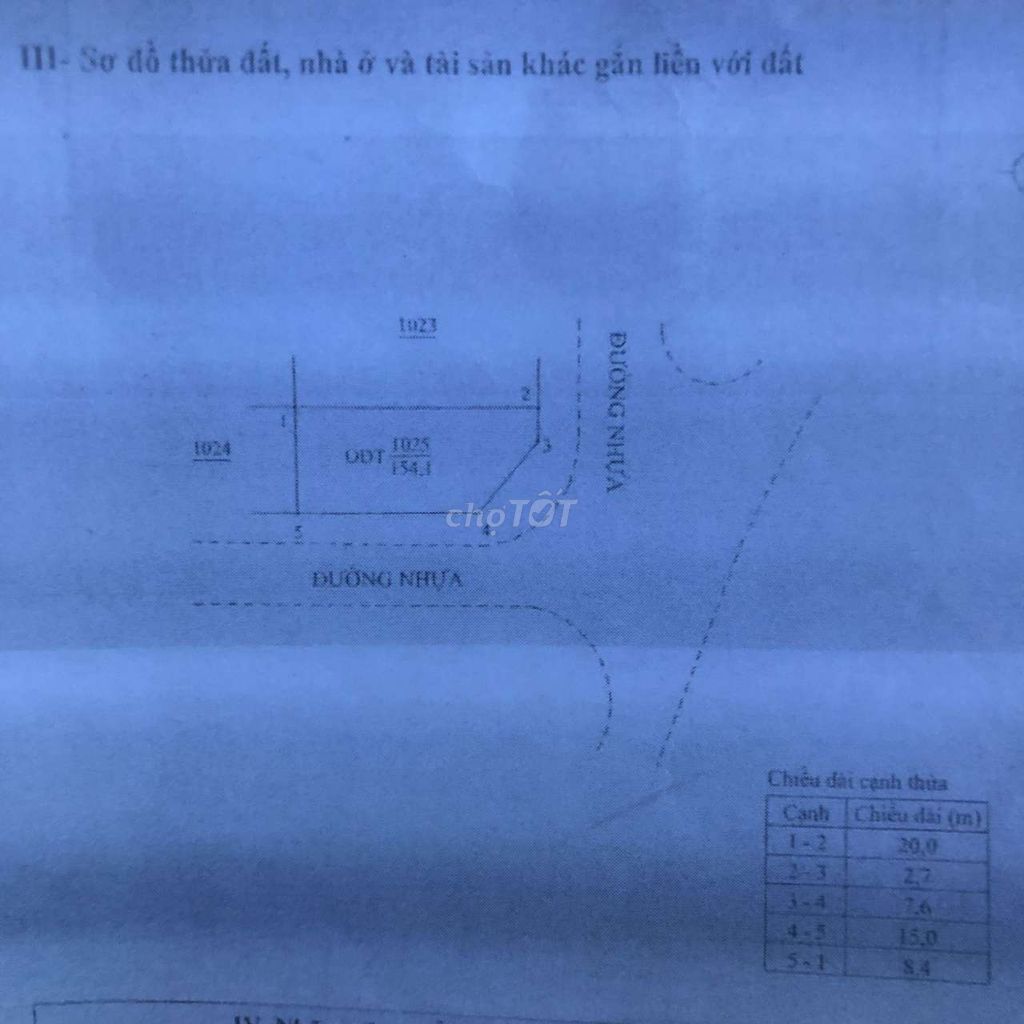 III- Sơ đồ thửa đất, nhà ở và tài sản khác gắn liền với đất
1023
ĐƯỜNG NHỰA
2
1
3
1024
ODT 1025
154,1
chợTỐT
5
4
ĐƯỜNG NHỰA
Chiều dài cạnh thửa
Cạnh Chiều dài (m)
1 - 2 20,0
2 - 3 2,7
3 - 4 7,6
4 - 5 15,0
5 - 1 8,4